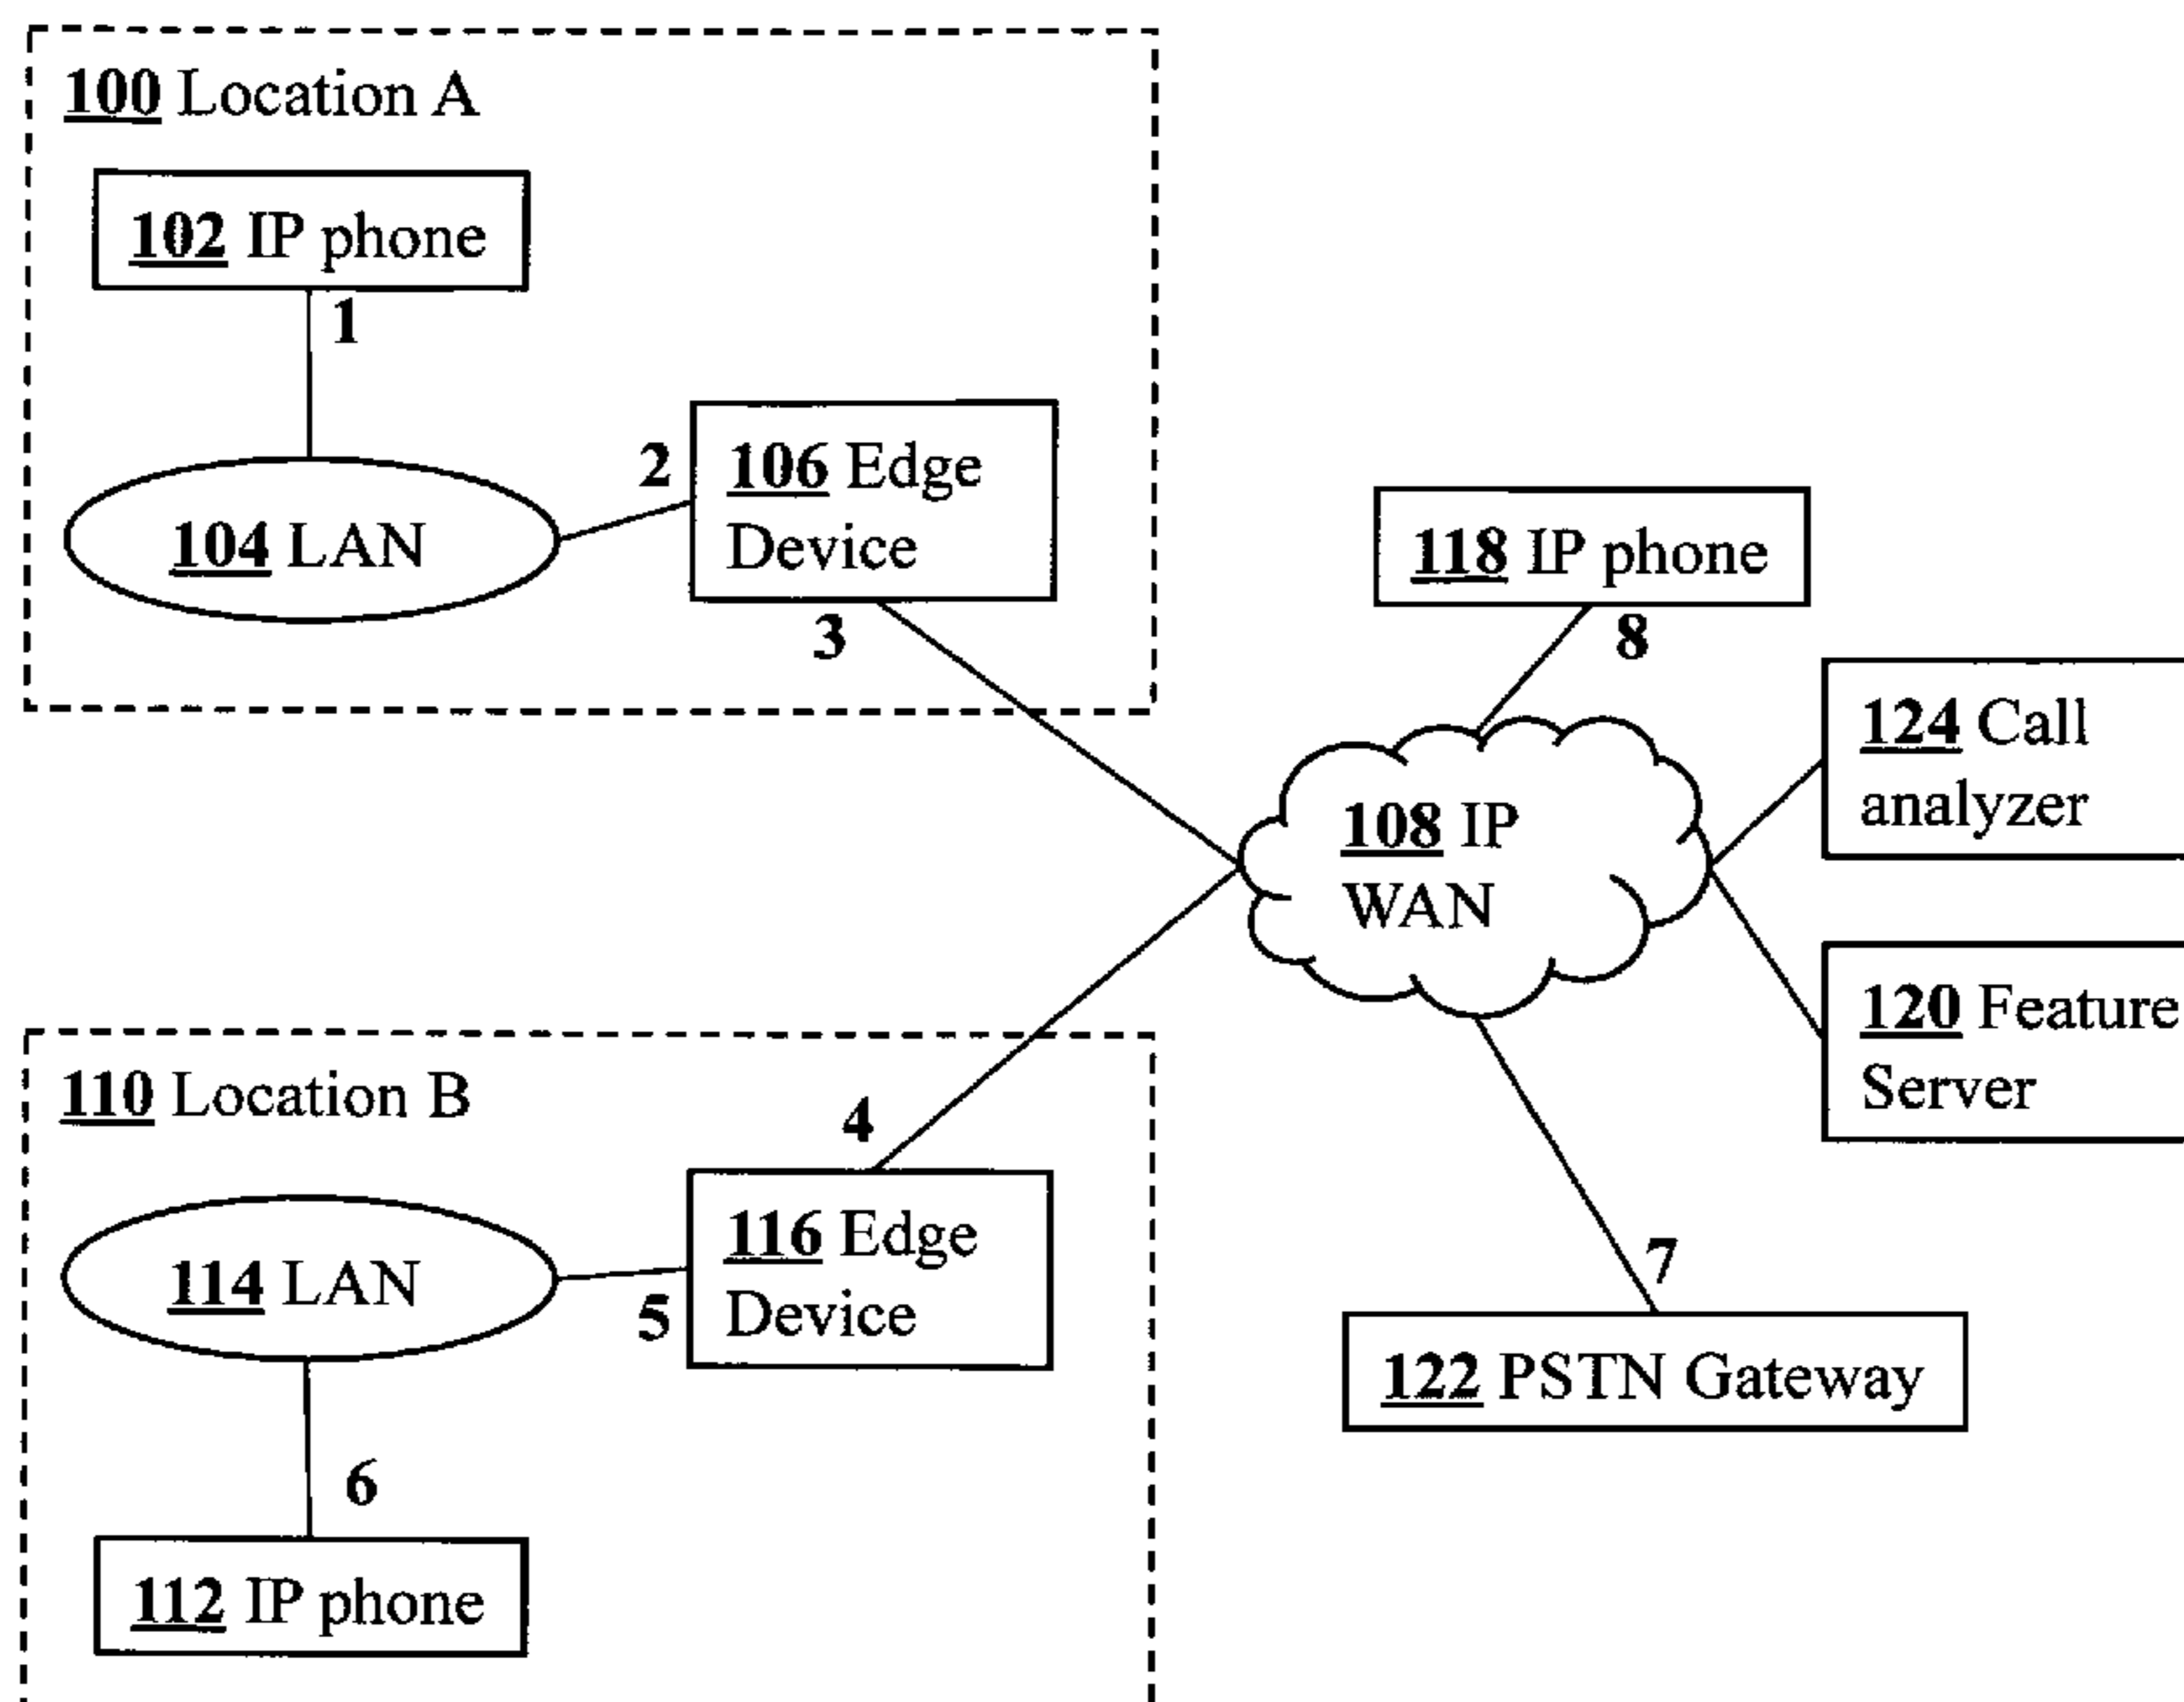 100 Location A
102 IP phone
1
2
106 Edge
Device
104 LAN
3
118 IP phone
8
124 Call
analyzer
108 IP
WAN
120 Feature
Server
110 Location B
4
116 Edge
Device
114 LAN
5
7
122 PSTN Gateway
6
112 IP phone